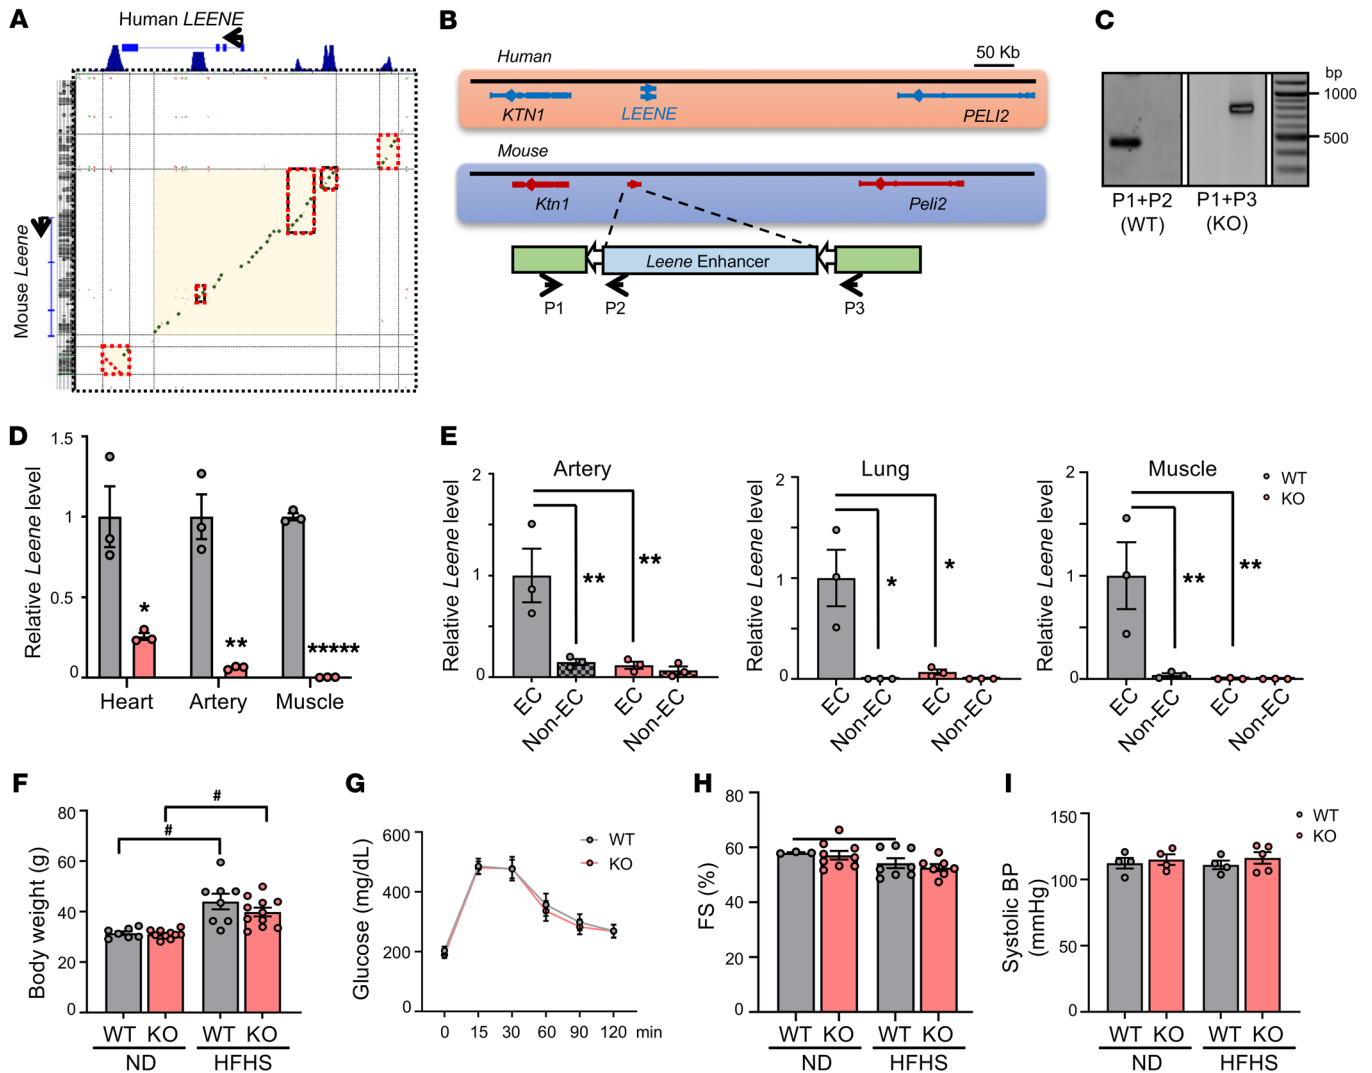 A
Human LEENE
Mouse Leene
B
Human
50 Kb
KTN1
LEENE
PELI2
Mouse
Ktn1
Peli2
Leene Enhancer
P1
P2
P3
C
bp
1000
500
P1+P2
(WT)
P1+P3
(KO)
D
Relative Leene level
1.5
1
0.5
0
*
**
*****
Heart
Artery
Muscle
E
Artery
Relative Leene level
2
1
0
**
**
EC
Non-EC
EC
Non-EC
Lung
Relative Leene level
2
1
0
*
*
EC
Non-EC
EC
Non-EC
Muscle
Relative Leene level
2
1
0
**
**
EC
Non-EC
EC
Non-EC
WT
KO
F
Body weight (g)
80
60
40
20
0
#
#
WT KO WT KO
ND HFHS
G
Glucose (mg/dL)
600
400
200
0
WT
KO
0 15 30 60 90 120 min
H
FS (%)
80
60
40
20
0
WT KO WT KO
ND HFHS
I
Systolic BP
(mmHg)
150
100
50
0
WT
KO
WT KO WT KO
ND HFHS